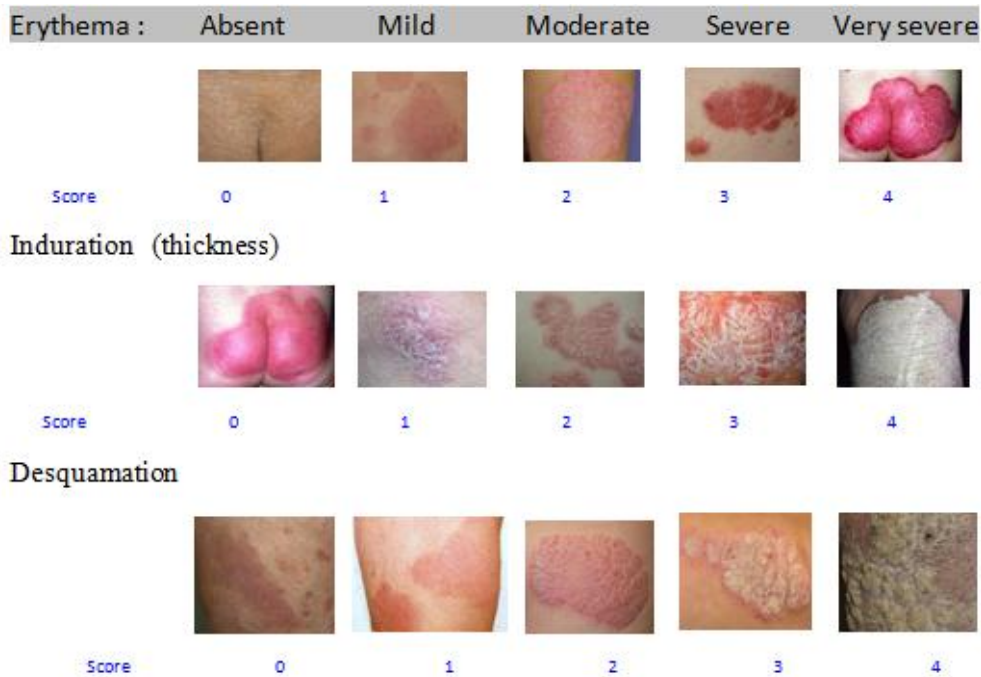 Erythema : Absent Mild Moderate Severe Very severe
Score 0 1 2 3 4
Induration (thickness)
Score 0 1 2 3 4
Desquamation
Score 0 1 2 3 4